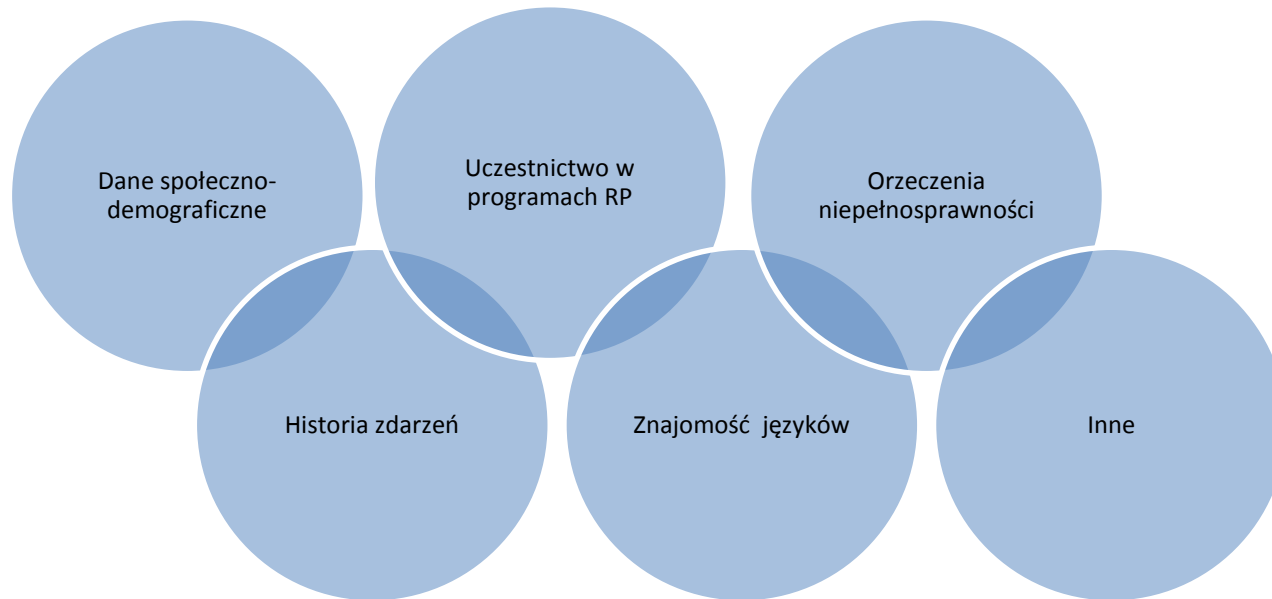 Dane społeczno-
demograficzne
Uczestnictwo w
programach RP
Orzeczenia
niepełnosprawności
Historia zdarzeń
Znajomość  języków
Inne